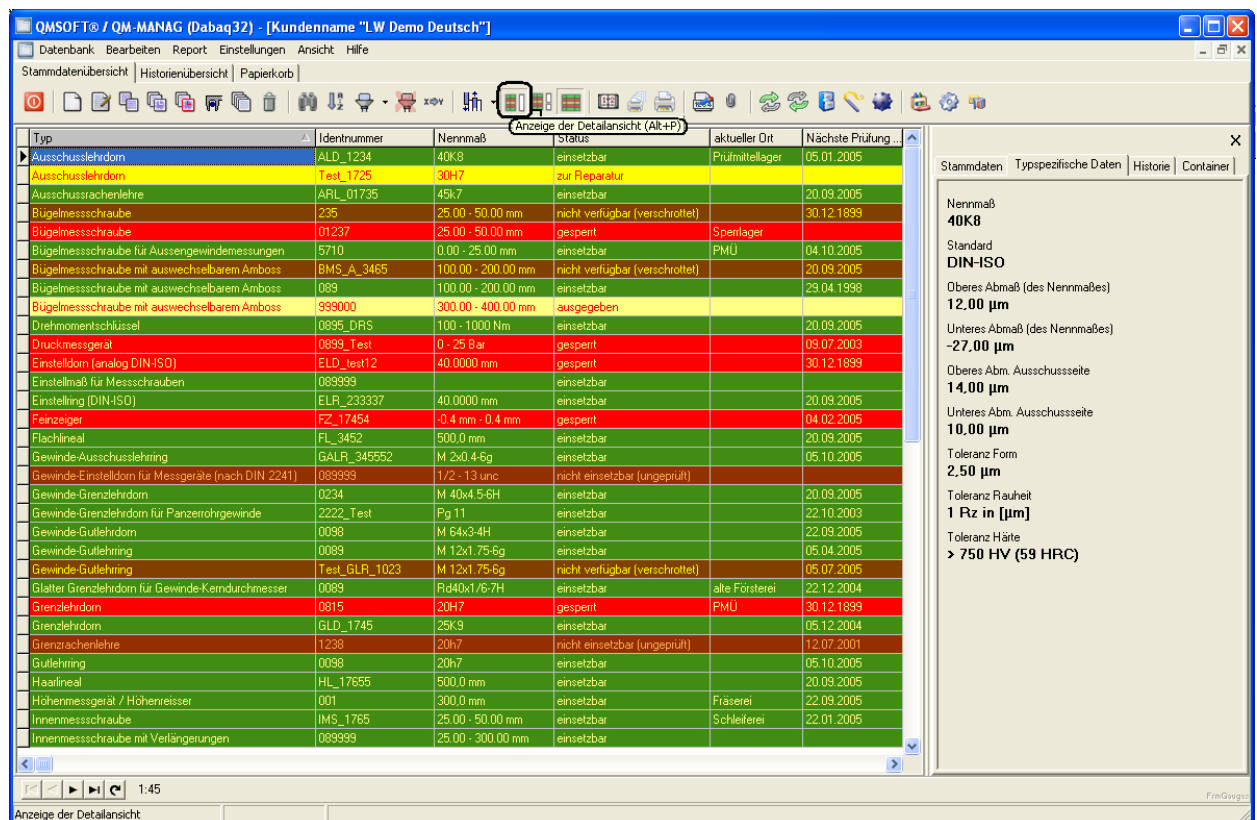 QMSOFT® / QM-MANAG (Dabaq32) - [Kundenname "LW Demo Deutsch"]
Datenbank Bearbeiten Report Einstellungen Ansicht Hilfe
Stammdatenübersicht Historienübersicht Papierkorb
Anzeige der Detailansicht (Alt+P)
Typ Identnummer Nennmaß Status aktueller Ort Nächste Prüfung ...
Ausschusslehrdorn ALD_1234 40K8 einsetzbar Prüfmittellager 05.01.2005
Ausschusslehrdorn Test_1725 30H7 zur Reparatur
Ausschussrachenlehre ARL_01735 45k7 einsetzbar 20.09.2005
Bügelmessschraube 235 25.00 - 50.00 mm nicht verfügbar (verschrottet) 30.12.1899
Bügelmessschraube 01237 25.00 - 50.00 mm gesperrt Sperrlager
Bügelmessschraube für Aussengewindemessungen 5710 0.00 - 25.00 mm einsetzbar PMÜ 04.10.2005
Bügelmessschraube mit auswechselbarem Amboss BMS_A_3465 100.00 - 200.00 mm nicht verfügbar (verschrottet) 20.09.2005
Bügelmessschraube mit auswechselbarem Amboss 089 100.00 - 200.00 mm einsetzbar 29.04.1998
Bügelmessschraube mit auswechselbarem Amboss 999000 300.00 - 400.00 mm ausgegeben
Drehmomentschlüssel 0895_DRS 100 - 1000 Nm einsetzbar 20.09.2005
Druckmessgerät 0899_Test 0 - 25 Bar gesperrt 09.07.2003
Einstelldorn (analog DIN-ISO) ELD_test12 40.0000 mm gesperrt 30.12.1899
Einstellmaß für Messschrauben 089999 einsetzbar
Einstellring (DIN-ISO) ELR_233337 40.0000 mm einsetzbar 20.09.2005
Feinzeiger FZ_17454 -0.4 mm - 0.4 mm gesperrt 04.02.2005
Flachlineal FL_3452 500,0 mm einsetzbar 20.09.2005
Gewinde-Ausschusslehrring GALR_345552 M 2x0.4-6g einsetzbar 05.10.2005
Gewinde-Einstelldorn für Messgeräte (nach DIN 2241) 089999 1/2 - 13 unc nicht einsetzbar (ungeprüft)
Gewinde-Grenzlehrdorn 0234 M 40x4.5-6H einsetzbar 20.09.2005
Gewinde-Grenzlehrdorn für Panzerrohrgewinde 2222_Test Pg 11 einsetzbar 22.10.2003
Gewinde-Gutlehrdorn 0098 M 64x3-4H einsetzbar 22.09.2005
Gewinde-Gutlehrring 0089 M 12x1.75-6g einsetzbar 05.04.2005
Gewinde-Gutlehrring Test_GLR_1023 M 12x1.75-6g nicht verfügbar (verschrottet) 05.07.2005
Glatter Grenzlehrdorn für Gewinde-Kerndurchmesser 0089 Rd40x1/6-7H einsetzbar alte Försterei 22.12.2004
Grenzlehrdorn 0815 20H7 gesperrt PMÜ 30.12.1899
Grenzlehrdorn GLD_1745 25K9 einsetzbar 05.12.2004
Grenzrachenlehre 1238 20h7 nicht einsetzbar (ungeprüft) 12.07.2001
Gutlehrring 0098 20h7 einsetzbar 05.10.2005
Haarlineal HL_17655 500,0 mm einsetzbar 20.09.2005
Höhenmessgerät / Höhenreisser 001 300,0 mm einsetzbar Fräserei 22.09.2005
Innenmessschraube IMS_1765 25.00 - 50.00 mm einsetzbar Schleiferei 22.01.2005
Innenmessschraube mit Verlängerungen 089999 25.00 - 300.00 mm einsetzbar
Stammdaten Typspezifische Daten Historie Container
Nennmaß
40K8
Standard
DIN-ISO
Oberes Abmaß (des Nennmaßes)
12,00 µm
Unteres Abmaß (des Nennmaßes)
-27,00 µm
Oberes Abm. Ausschussseite
14,00 µm
Unteres Abm. Ausschussseite
10,00 µm
Toleranz Form
2,50 µm
Toleranz Rauheit
1 Rz in [µm]
Toleranz Härte
> 750 HV (59 HRC)
1:45
FrmGauges
Anzeige der Detailansicht